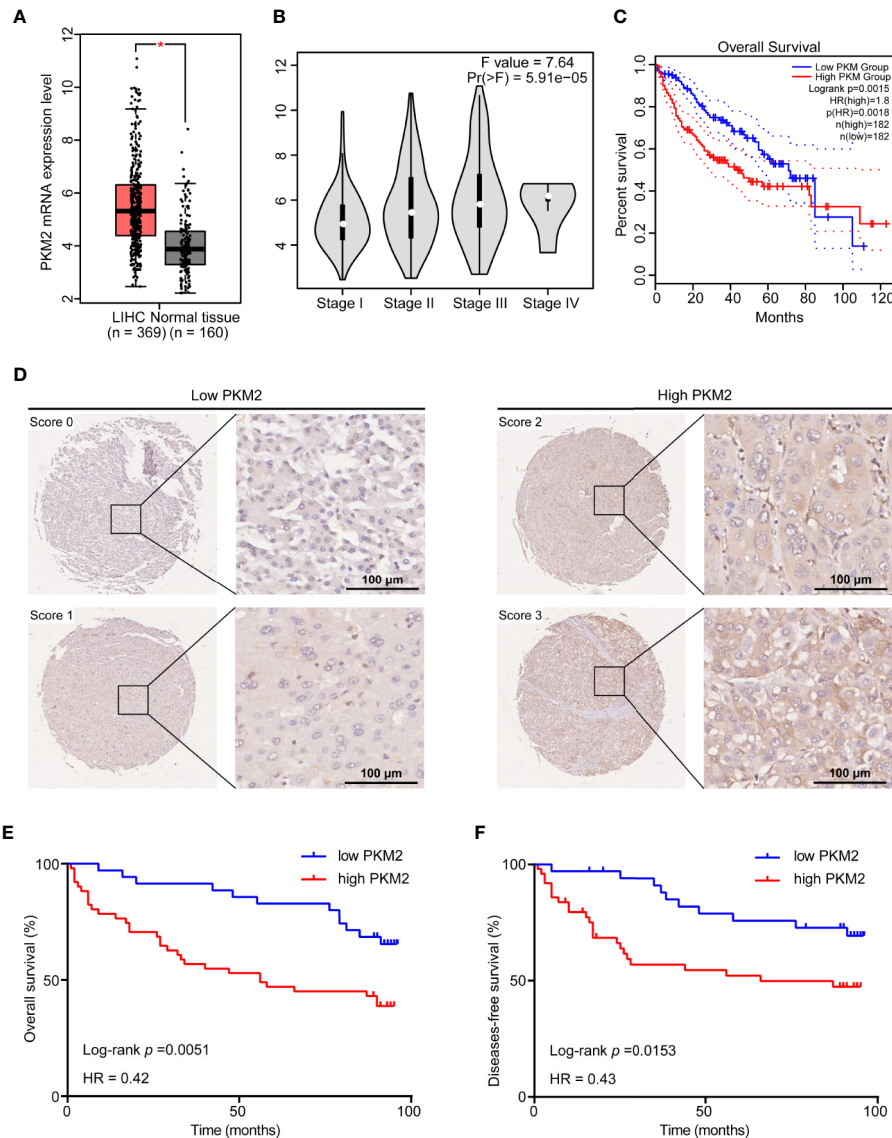 A
PKM2 mRNA expression level
12
10
8
6
4
2
*
LIHC Normal tissue
(n = 369) (n = 160)
B
12
10
8
6
4
F value = 7.64
Pr(>F) = 5.91e−05
Stage I
Stage II
Stage III
Stage IV
C
Overall Survival
Low PKM Group
High PKM Group
Logrank p=0.0015
HR(high)=1.8
p(HR)=0.0018
n(high)=182
n(low)=182
Percent survival
1.0
0.8
0.6
0.4
0.2
0.0
0 20 40 60 80 100 120
Months
D
Low PKM2
High PKM2
Score 0
100 µm
Score 2
100 µm
Score 1
100 µm
Score 3
100 µm
E
low PKM2
high PKM2
Overall survival (%)
100
50
0
Log-rank p =0.0051
HR = 0.42
0 50 100
Time (months)
F
low PKM2
high PKM2
Diseases-free survival (%)
100
50
0
Log-rank p =0.0153
HR = 0.43
0 50 100
Time (months)